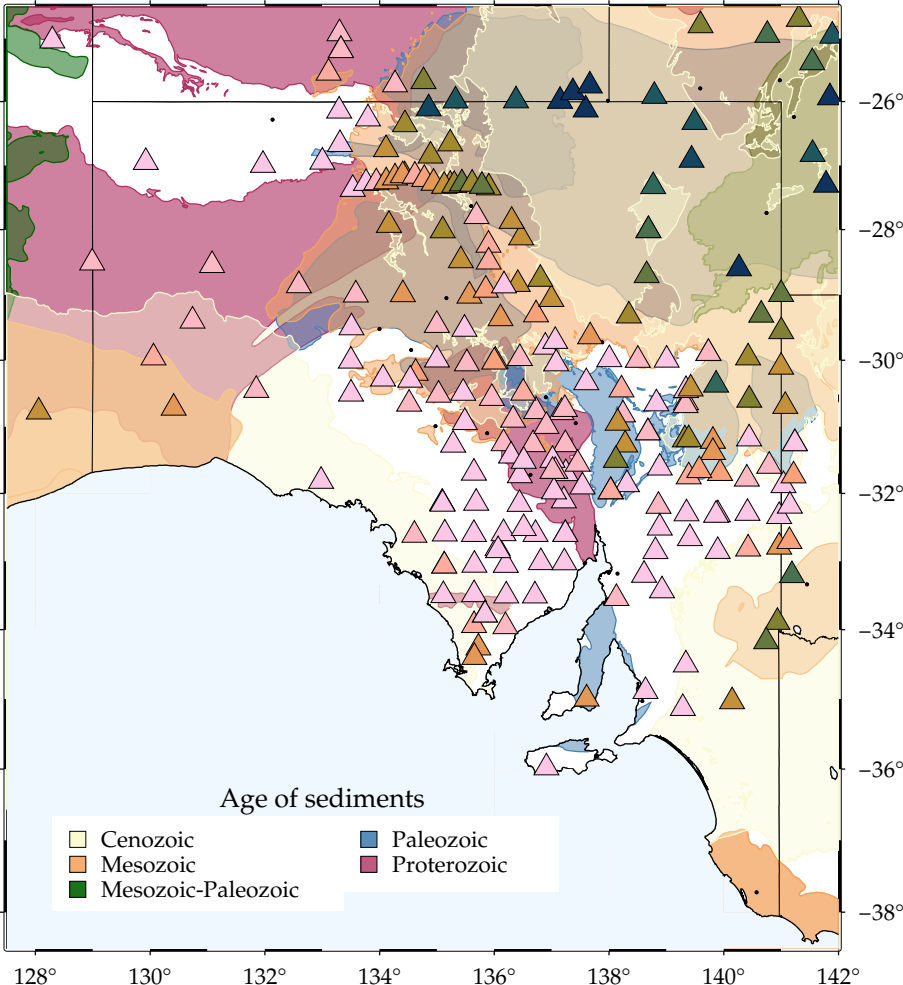 −26°
−28°
−30°
−32°
−34°
−36°
−38°
Age of sediments
Cenozoic
Mesozoic
Mesozoic-Paleozoic
Paleozoic
Proterozoic
128° 130° 132° 134° 136° 138° 140° 142°